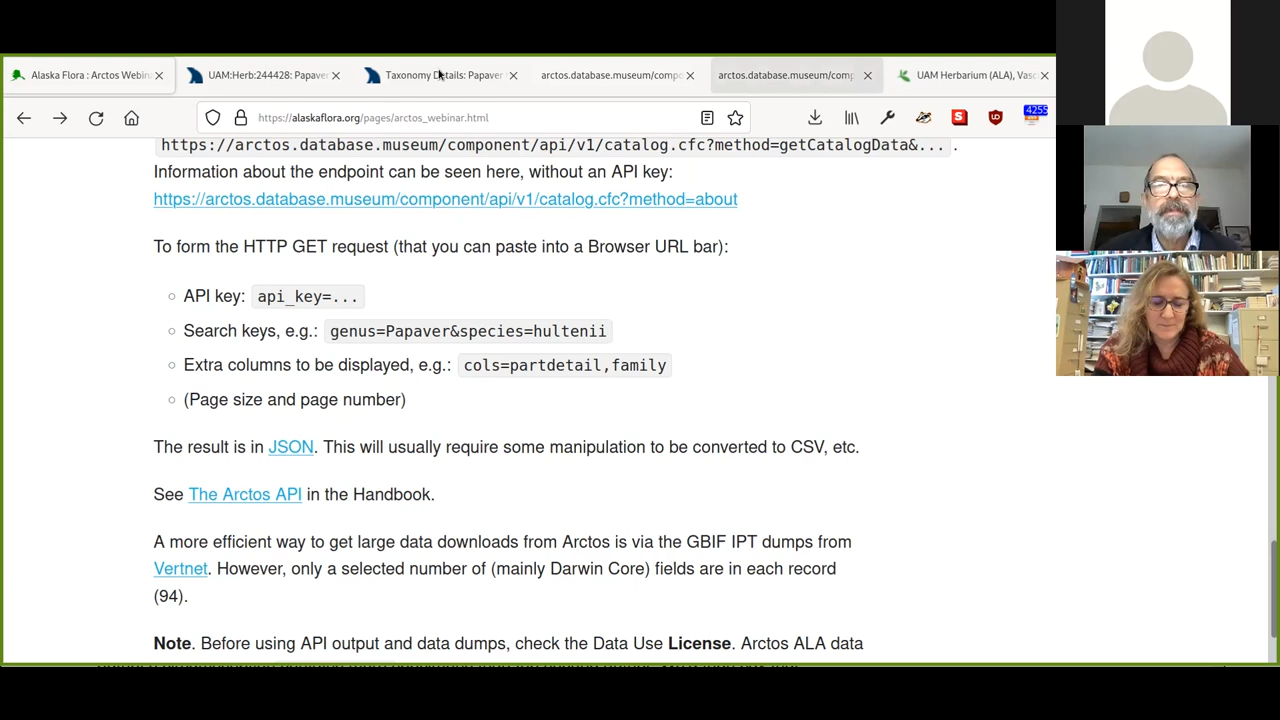 Alaska Flora : Arctos Webin
UAM:Herb:244428: Papaver
Taxonomy Details: Papaver
arctos.database.museum/compo
arctos.database.museum/comp
UAM Herbarium (ALA), Vasc
https://alaskaflora.org/pages/arctos_webinar.html
4255
https://arctos.database.museum/component/api/v1/catalog.cfc?method=getCatalogData&... .
Information about the endpoint can be seen here, without an API key:
https://arctos.database.museum/component/api/v1/catalog.cfc?method=about
To form the HTTP GET request (that you can paste into a Browser URL bar):
API key: api_key=...
Search keys, e.g.: genus=Papaver&species=hultenii
Extra columns to be displayed, e.g.: cols=partdetail,family
(Page size and page number)
The result is in JSON. This will usually require some manipulation to be converted to CSV, etc.
See The Arctos API in the Handbook.
A more efficient way to get large data downloads from Arctos is via the GBIF IPT dumps from
Vertnet. However, only a selected number of (mainly Darwin Core) fields are in each record
(94).
Note. Before using API output and data dumps, check the Data Use License. Arctos ALA data